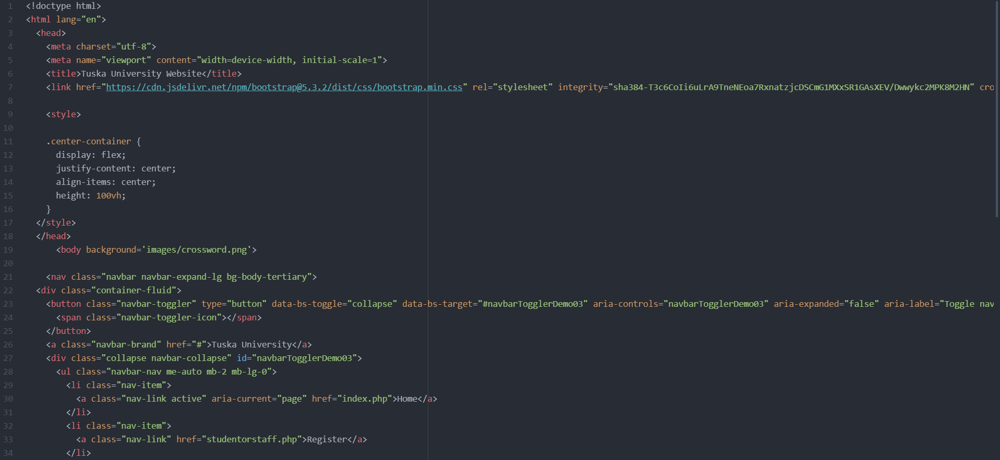 1 <!doctype html>
2 <html lang="en">
3 <head>
4 <meta charset="utf-8">
5 <meta name="viewport" content="width=device-width, initial-scale=1">
6 <title>Tuska University Website</title>
7 <link href="https://cdn.jsdelivr.net/npm/bootstrap@5.3.2/dist/css/bootstrap.min.css" rel="stylesheet" integrity="sha384-T3c6CoIi6uLrA9TneNEoa7RxnatzjcDSCmG1MXxSR1GAsXEV/Dwwykc2MPK8M2HN" cro
8
9 <style>
10
11 .center-container {
12 display: flex;
13 justify-content: center;
14 align-items: center;
15 height: 100vh;
16 }
17 </style>
18 </head>
19 <body background='images/crossword.png'>
20
21 <nav class="navbar navbar-expand-lg bg-body-tertiary">
22 <div class="container-fluid">
23 <button class="navbar-toggler" type="button" data-bs-toggle="collapse" data-bs-target="#navbarTogglerDemo03" aria-controls="navbarTogglerDemo03" aria-expanded="false" aria-label="Toggle nav
24 <span class="navbar-toggler-icon"></span>
25 </button>
26 <a class="navbar-brand" href="#">Tuska University</a>
27 <div class="collapse navbar-collapse" id="navbarTogglerDemo03">
28 <ul class="navbar-nav me-auto mb-2 mb-lg-0">
29 <li class="nav-item">
30 <a class="nav-link active" aria-current="page" href="index.php">Home</a>
31 </li>
32 <li class="nav-item">
33 <a class="nav-link" href="studentorstaff.php">Register</a>
34 </li>